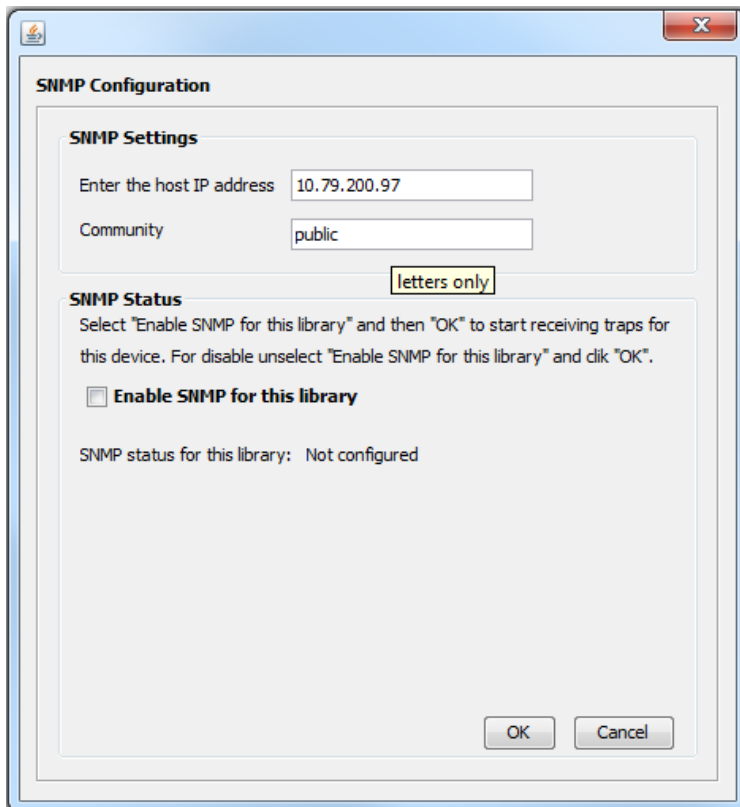 SNMP Configuration
SNMP Settings
Enter the host IP address 10.79.200.97
Community public
letters only
SNMP Status
Select "Enable SNMP for this library" and then "OK" to start receiving traps for
this device. For disable unselect "Enable SNMP for this library" and clik "OK".
Enable SNMP for this library
SNMP status for this library: Not configured
OK Cancel